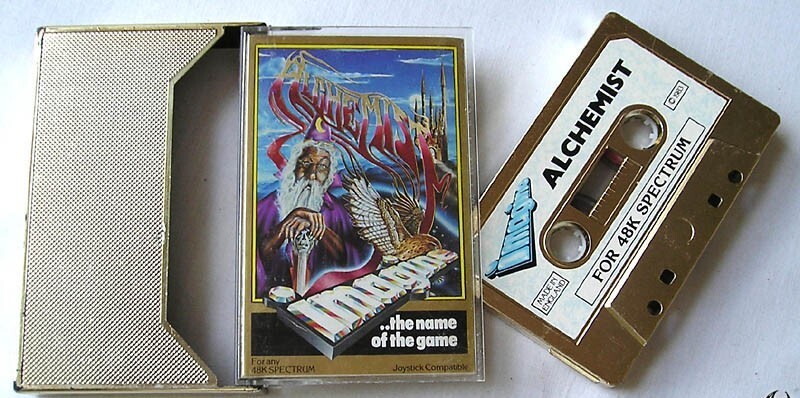 ALCHEMIST
imagine
..the name
of the game
For any
48K SPECTRUM
Joystick Compatible
ALCHEMIST
© 1983
imagine
FOR 48K SPECTRUM
MADE IN
ENGLAND